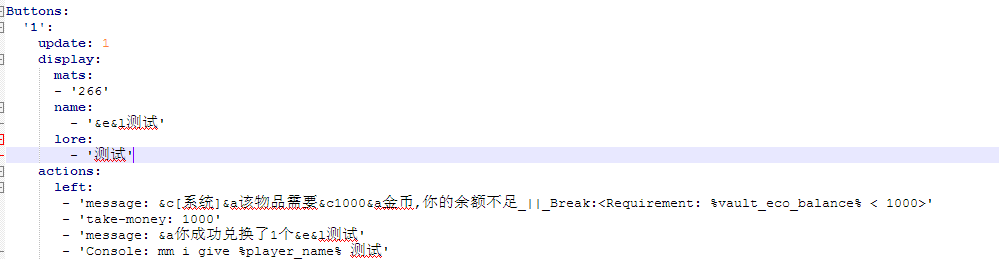 Buttons:
'1':
update: 1
display:
mats:
- '266'
name:
- '&e&l测试'
lore:
- '测试'
actions:
left:
- 'message: &c[系统]&a该物品需要&c1000&a金币,你的余额不足_||_Break:<Requirement: %vault_eco_balance% < 1000>'
- 'take-money: 1000'
- 'message: &a你成功兑换了1个&e&l测试'
- 'Console: mm i give %player_name% 测试'